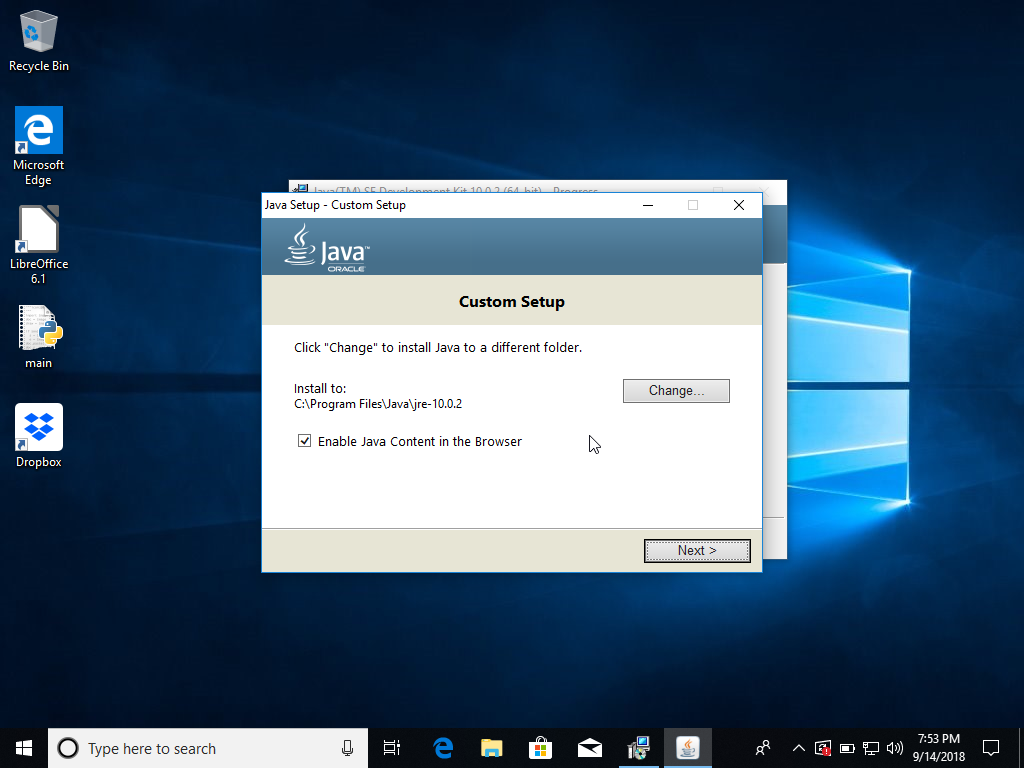 Recycle Bin
Microsoft
Edge
LibreOffice
6.1
main
Dropbox
Java(TM) SE Development Kit 10.0.2 (64-bit) - Progress
Java Setup - Custom Setup
Java™
ORACLE
Custom Setup
Click "Change" to install Java to a different folder.
Install to:
C:\Program Files\Java\jre-10.0.2
Change...
Enable Java Content in the Browser
Next >
Type here to search
7:53 PM
9/14/2018